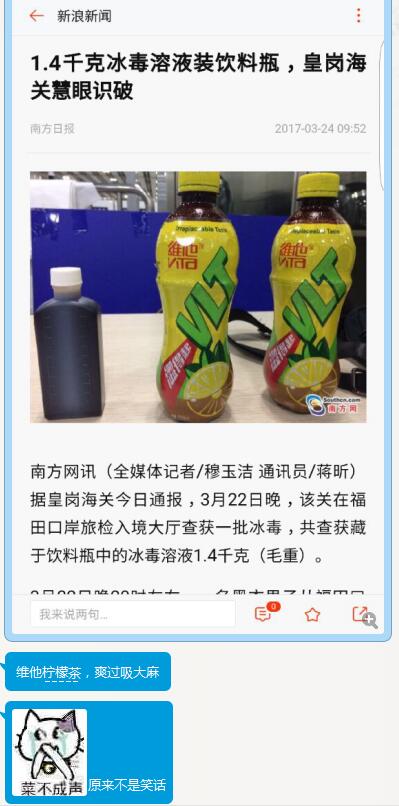 新浪新闻
1.4千克冰毒溶液装饮料瓶，皇岗海
关慧眼识破
南方日报
2017-03-24 09:52
Irreplaceable Taste
維他
VLT
Irreplaceable Taste
維他
VLT
Southcn.com
南方网
南方网讯（全媒体记者/穆玉洁 通讯员/蒋昕）
据皇岗海关今日通报，3月22日晚，该关在福
田口岸旅检入境大厅查获一批冰毒，共查获藏
于饮料瓶中的冰毒溶液1.4千克（毛重）。
我来说两句...
0
维他柠檬茶，爽过吸大麻
菜不成声
原来不是笑话